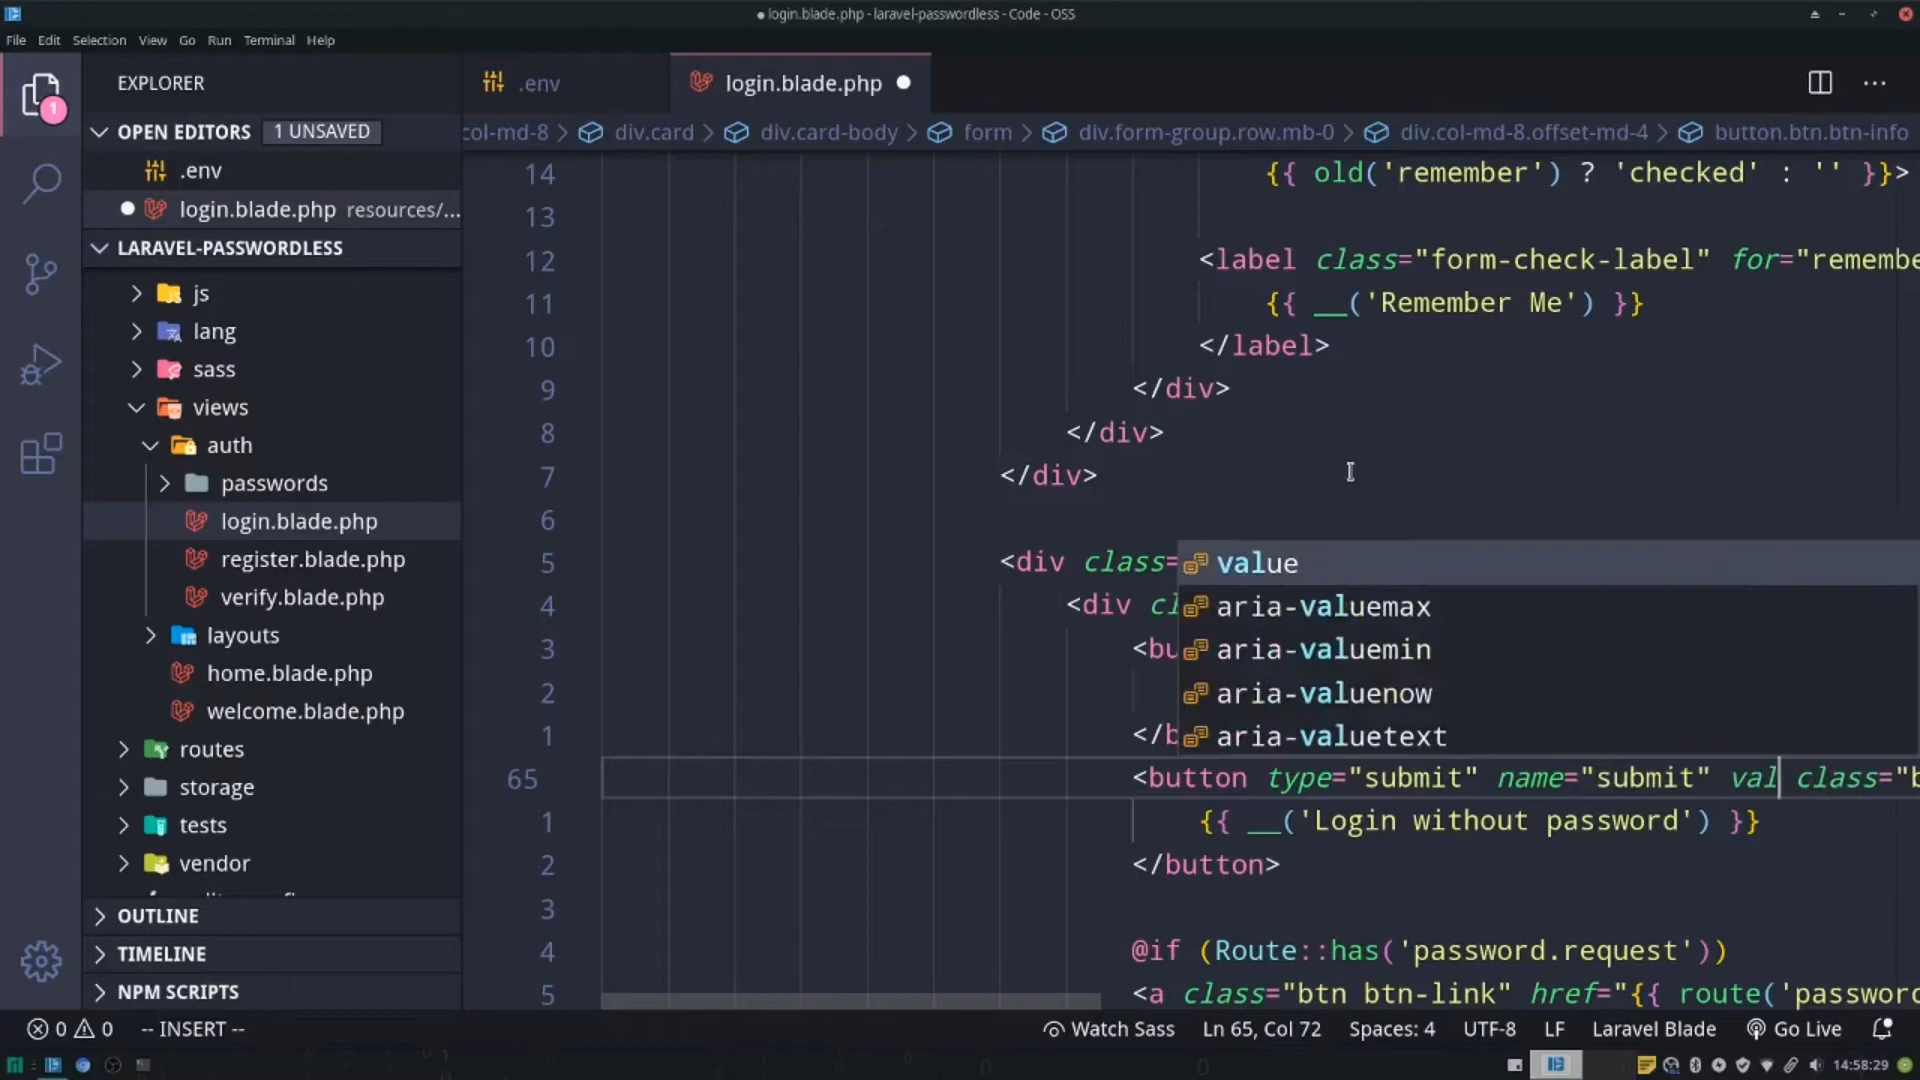 login.blade.php - laravel-passwordless - Code - OSS
File Edit Selection View Go Run Terminal Help
EXPLORER
.env
login.blade.php
OPEN EDITORS 1 UNSAVED
col-md-8 > div.card > div.card-body > form > div.form-group.row.mb-0 > div.col-md-8.offset-md-4 > button.btn.btn-info
.env
login.blade.php resources/...
LARAVEL-PASSWORDLESS
js
lang
sass
views
auth
passwords
login.blade.php
register.blade.php
verify.blade.php
layouts
home.blade.php
welcome.blade.php
routes
storage
tests
vendor
OUTLINE
TIMELINE
NPM SCRIPTS
1
14 {{ old('remember') ? 'checked' : '' }}>
13
12 <label class="form-check-label" for="remembe
11 {{ __('Remember Me') }}
10 </label>
9 </div>
8 </div>
7 </div>
6
5 <div class=
4 <div cl
3 <bu
2
1 </b
value
aria-valuemax
aria-valuemin
aria-valuenow
aria-valuetext
65 <button type="submit" name="submit" val class="b
1 {{ __('Login without password') }}
2 </button>
3
4 @if (Route::has('password.request'))
5 <a class="btn btn-link" href="{{ route('passworc
0 0 -- INSERT -- Watch Sass Ln 65, Col 72 Spaces: 4 UTF-8 LF Laravel Blade Go Live
14:58:29